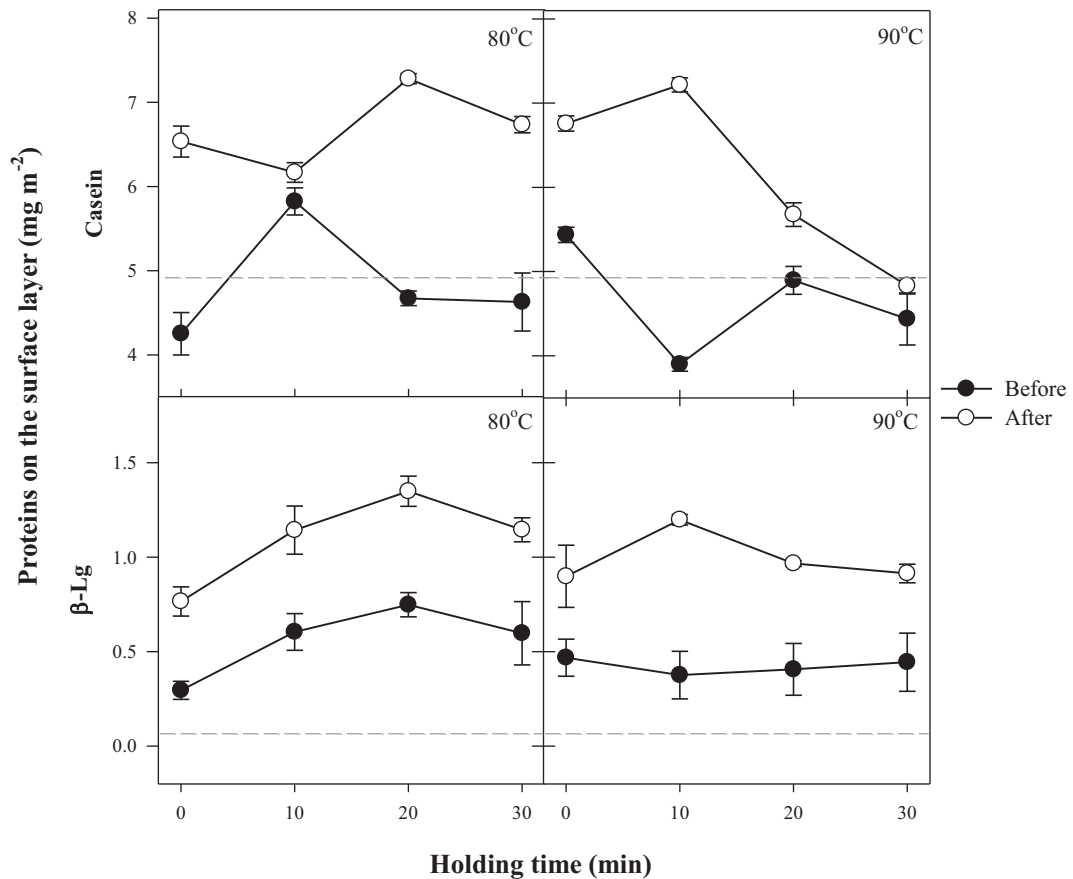 Proteins on the surface layer (mg m⁻²)
Casein
β-Lg
8
7
6
5
4
80°C
90°C
1.5
1.0
0.5
0.0
80°C
90°C
Before
After
0 10 20 30 0 10 20 30
Holding time (min)